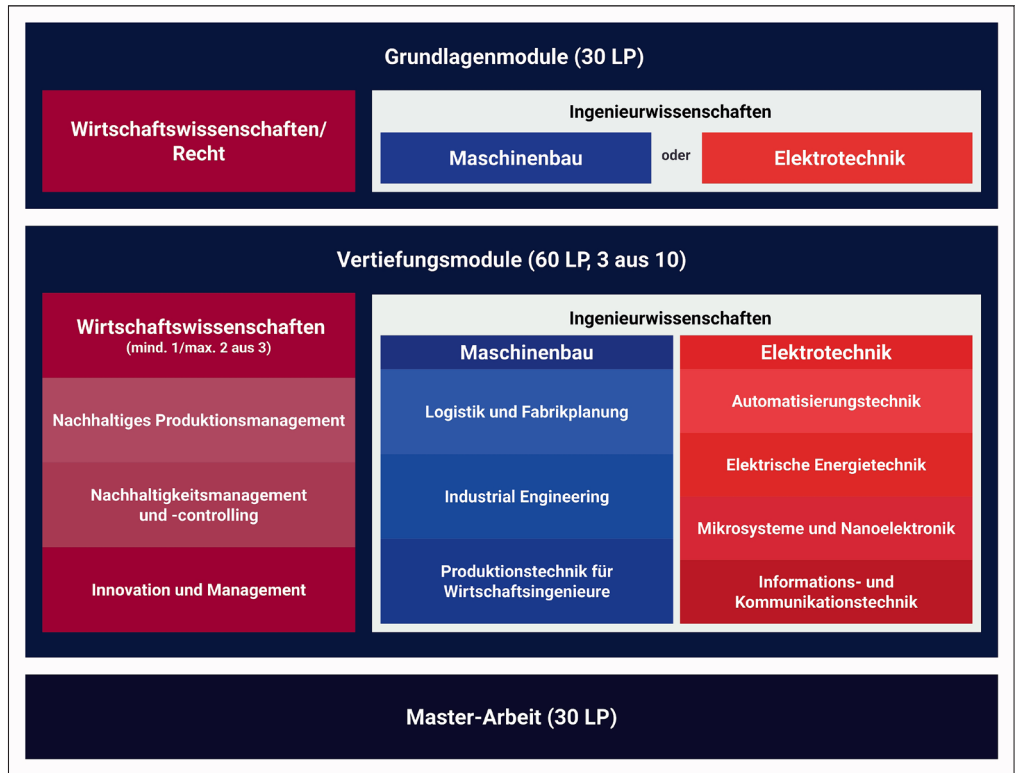 Grundlagenmodule (30 LP)
Wirtschaftswissenschaften/
Recht
Ingenieurwissenschaften
Maschinenbau
oder
Elektrotechnik
Vertiefungsmodule (60 LP, 3 aus 10)
Wirtschaftswissenschaften
(mind. 1/max. 2 aus 3)
Nachhaltiges Produktionsmanagement
Nachhaltigkeitsmanagement
und -controlling
Innovation und Management
Ingenieurwissenschaften
Maschinenbau
Logistik und Fabrikplanung
Industrial Engineering
Produktionstechnik für
Wirtschaftsingenieure
Elektrotechnik
Automatisierungstechnik
Elektrische Energietechnik
Mikrosysteme und Nanoelektronik
Informations- und
Kommunikationstechnik
Master-Arbeit (30 LP)